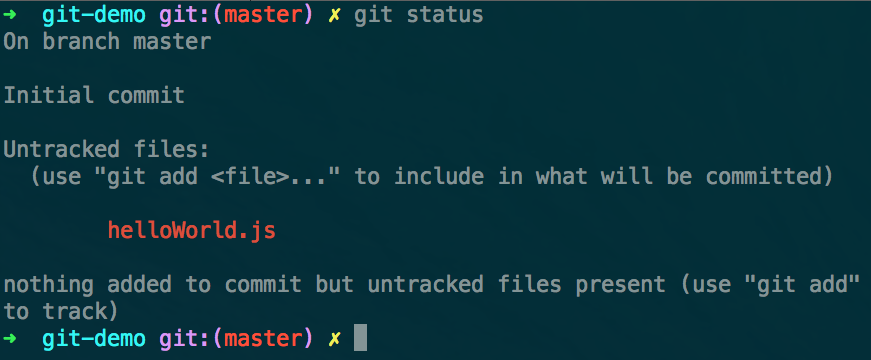 ➜ git-demo git:(master) ✗ git status
On branch master
Initial commit
Untracked files:
(use "git add <file>..." to include in what will be committed)
helloWorld.js
nothing added to commit but untracked files present (use "git add"
to track)
➜ git-demo git:(master) ✗